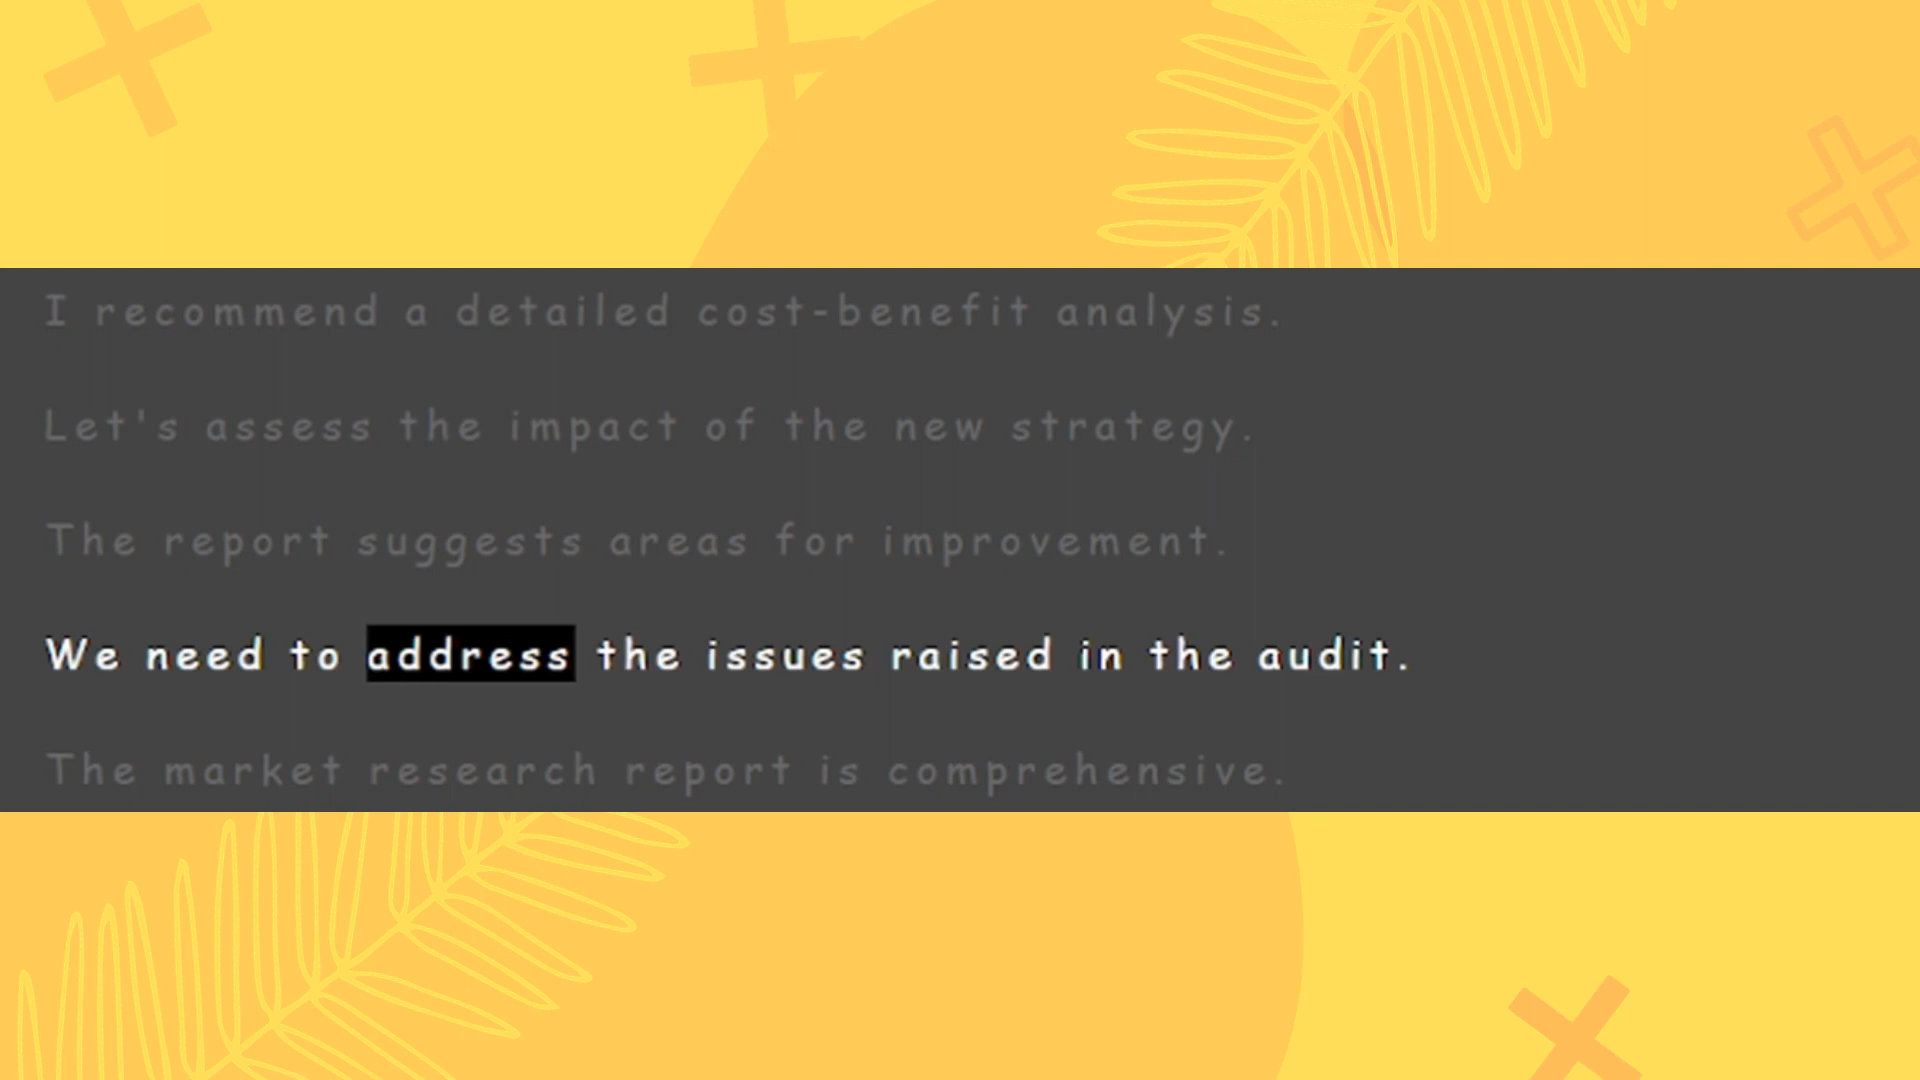 I recommend a detailed cost-benefit analysis.
Let's assess the impact of the new strategy.
The report suggests areas for improvement.
We need to address the issues raised in the audit.
The market research report is comprehensive.